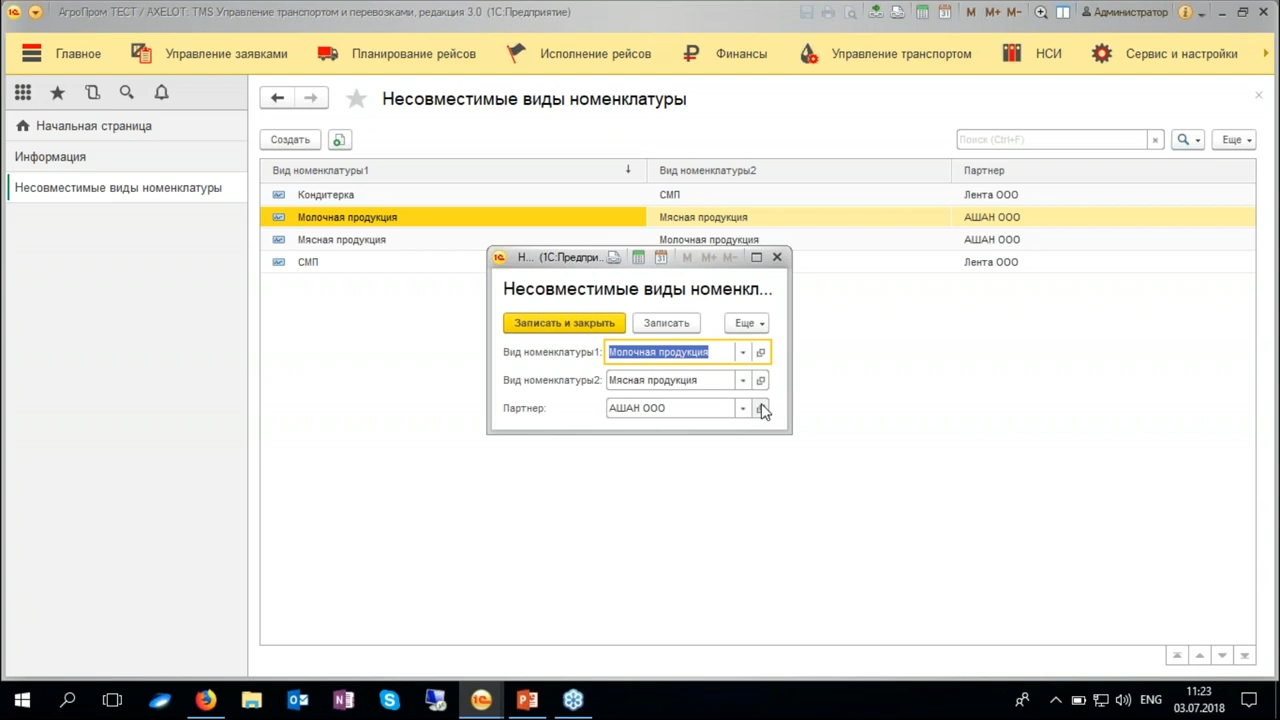 АгроПром ТЕСТ / AXELOT: TMS Управление транспортом и перевозками, редакция 3.0 (1С:Предприятие)
M M+ M- Администратор
Главное Управление заявками Планирование рейсов Исполнение рейсов Финансы Управление транспортом НСИ Сервис и настройки
Начальная страница
Информация
Несовместимые виды номенклатуры
Несовместимые виды номенклатуры
Создать Поиск (Ctrl+F) × Еще
Вид номенклатуры1 ↓ Вид номенклатуры2 Партнер
Кондитерка СМП Лента ООО
Молочная продукция Мясная продукция АШАН ООО
Мясная продукция Молочная продукция АШАН ООО
СМП Лента ООО
Н... (1С:Предпри... M M+ M-
Несовместимые виды номенкл...
Записать и закрыть Записать Еще
Вид номенклатуры1: Молочная продукция
Вид номенклатуры2: Мясная продукция
Партнер: АШАН ООО
ENG 11:23
03.07.2018